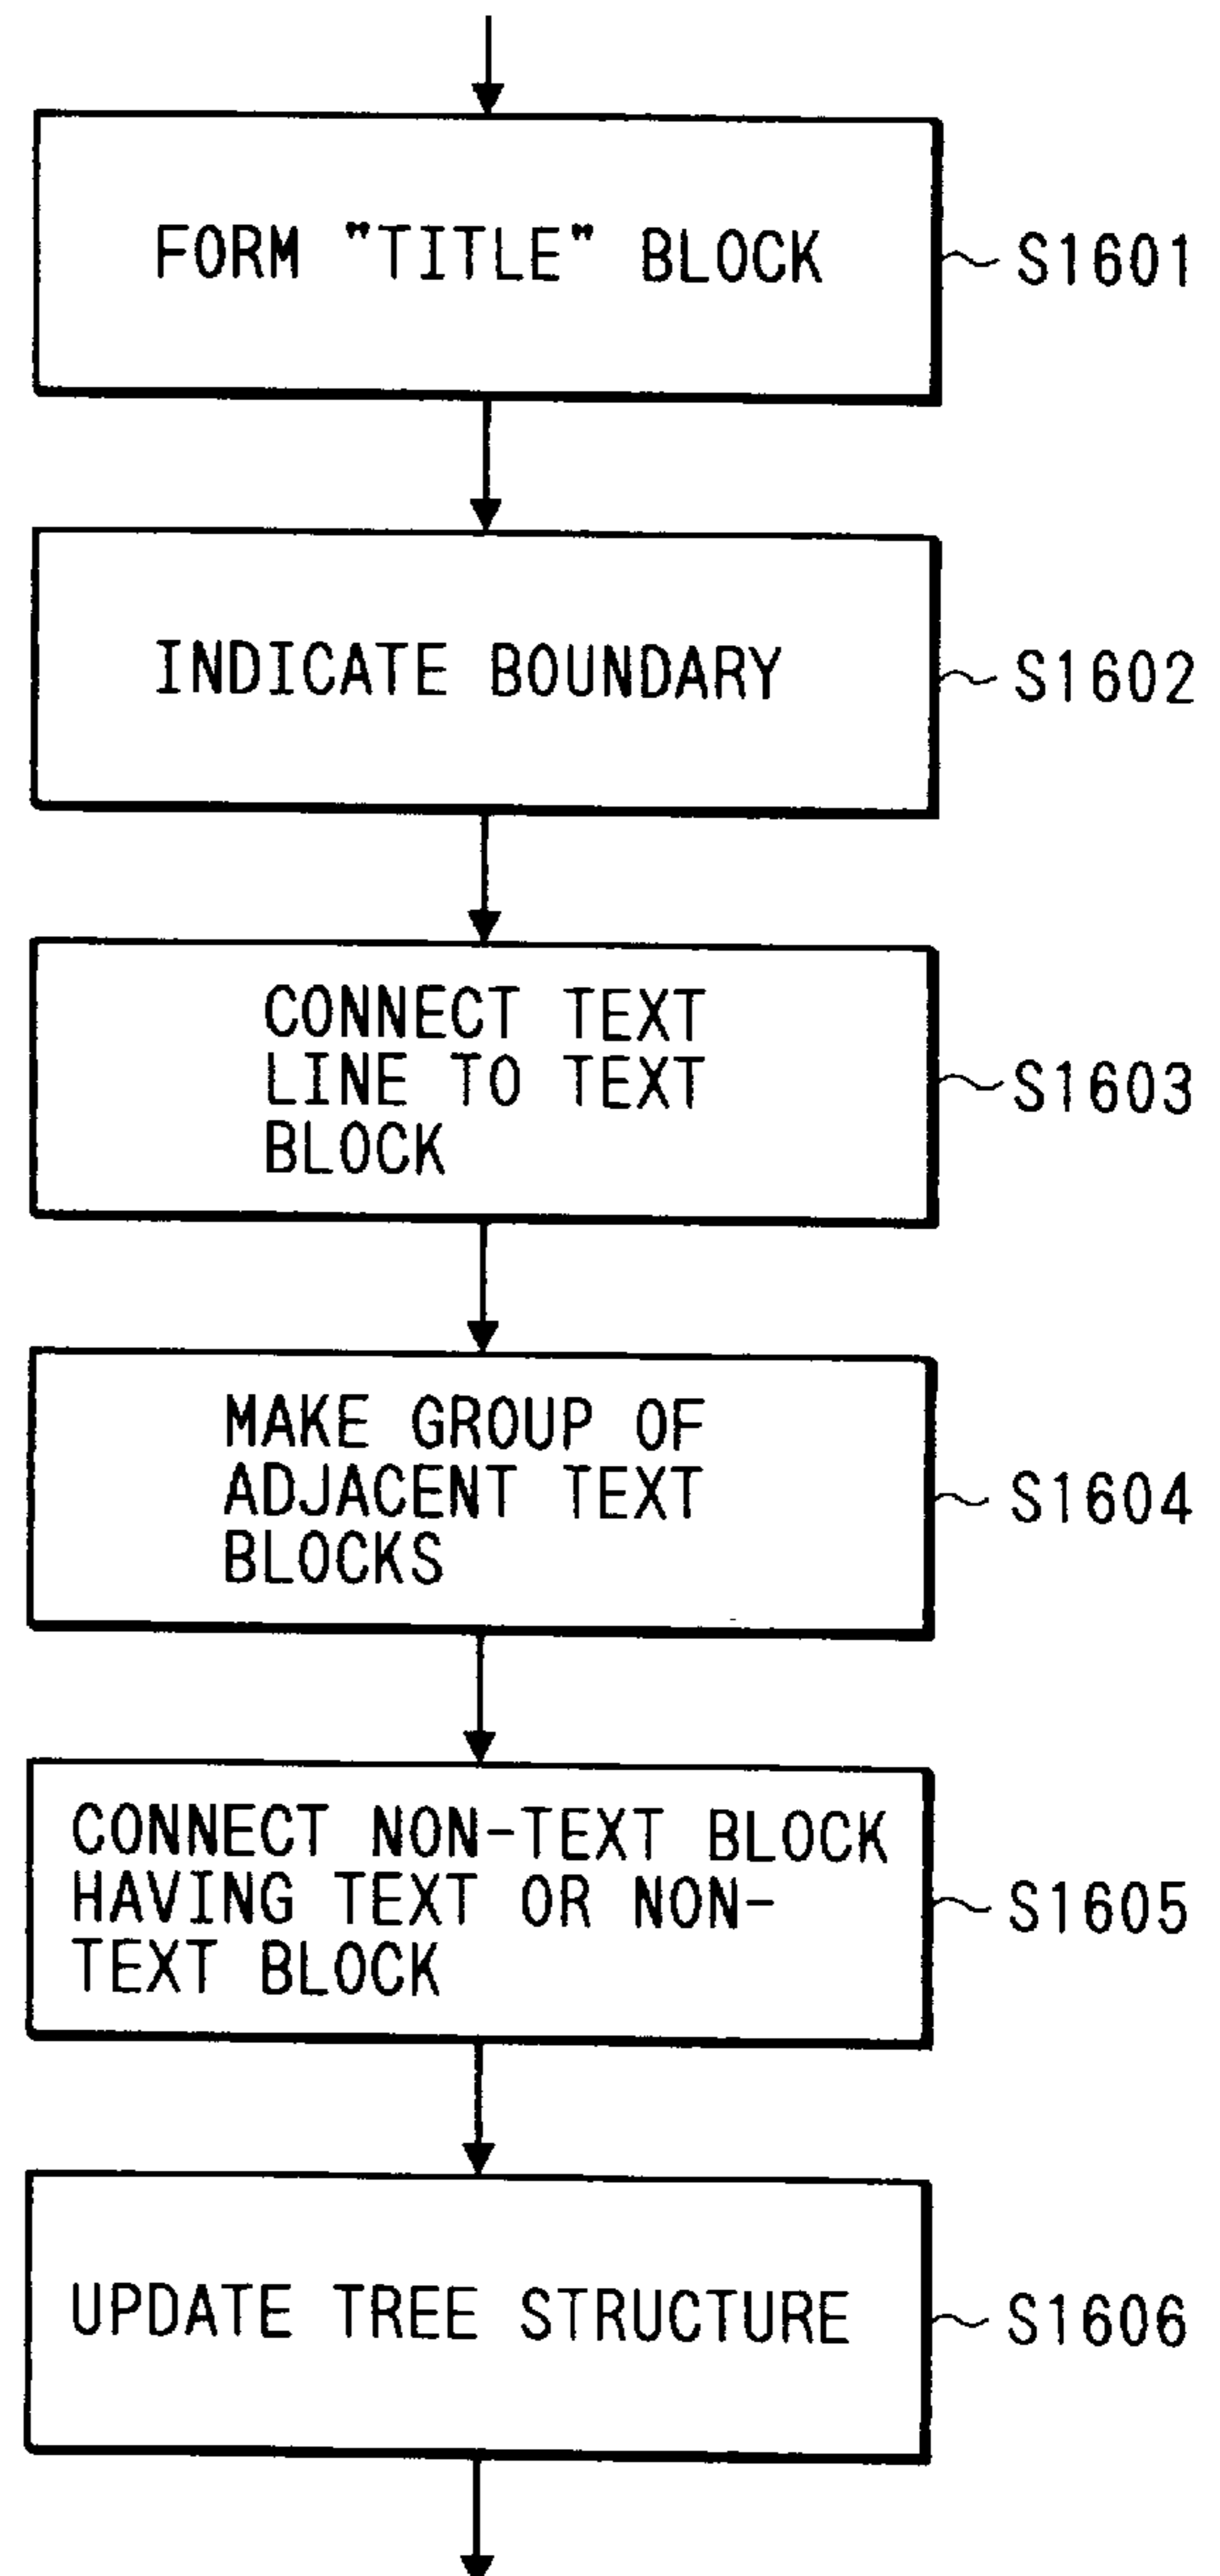 FORM "TITLE" BLOCK
S1601
INDICATE BOUNDARY
S1602
CONNECT TEXT
LINE TO TEXT
BLOCK
S1603
MAKE GROUP OF
ADJACENT TEXT
BLOCKS
S1604
CONNECT NON-TEXT BLOCK
HAVING TEXT OR NON-
TEXT BLOCK
S1605
UPDATE TREE STRUCTURE
S1606